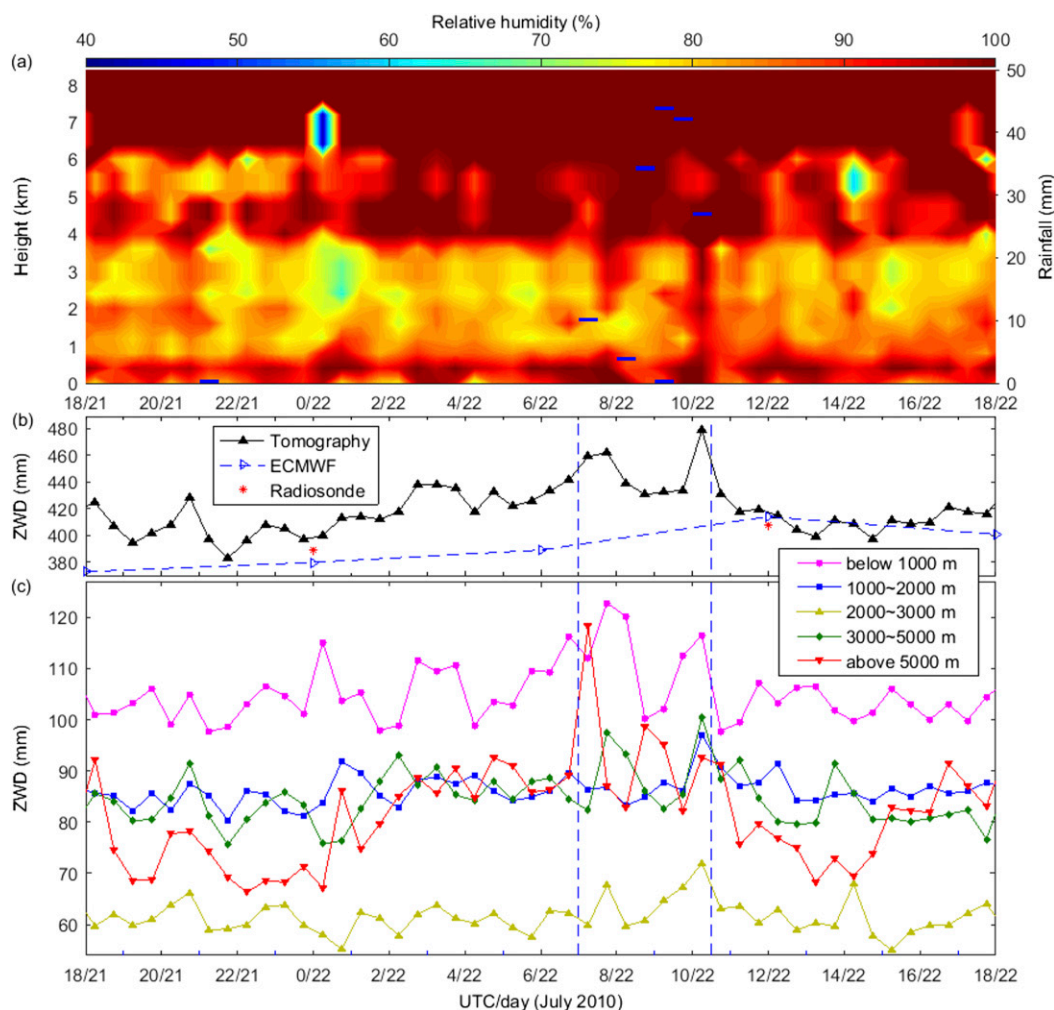 Relative humidity (%)
40 50 60 70 80 90 100
(a)
8
7
6
5
4
3
2
1
0
Height (km)
50
40
30
20
10
0
Rainfall (mm)
18/21 20/21 22/21 0/22 2/22 4/22 6/22 8/22 10/22 12/22 14/22 16/22 18/22
(b)
480
460
440
420
400
380
ZWD (mm)
Tomography
ECMWF
Radiosonde
(c)
120
110
100
90
80
70
60
ZWD (mm)
below 1000 m
1000~2000 m
2000~3000 m
3000~5000 m
above 5000 m
18/21 20/21 22/21 0/22 2/22 4/22 6/22 8/22 10/22 12/22 14/22 16/22 18/22
UTC/day (July 2010)